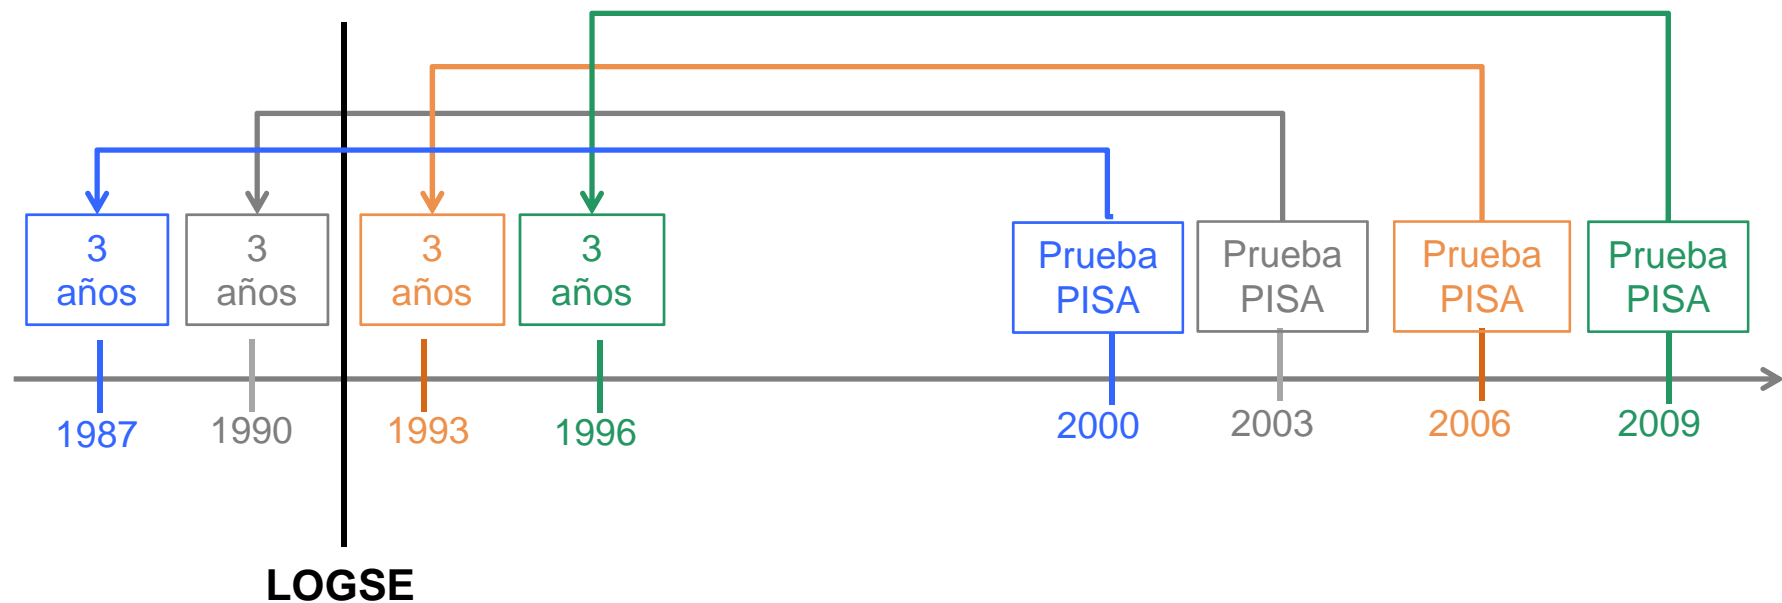 3
años
3
años
3
años
3
años
Prueba
PISA
Prueba
PISA
Prueba
PISA
Prueba
PISA
1987
1990
1993
1996
2000
2003
2006
2009
LOGSE